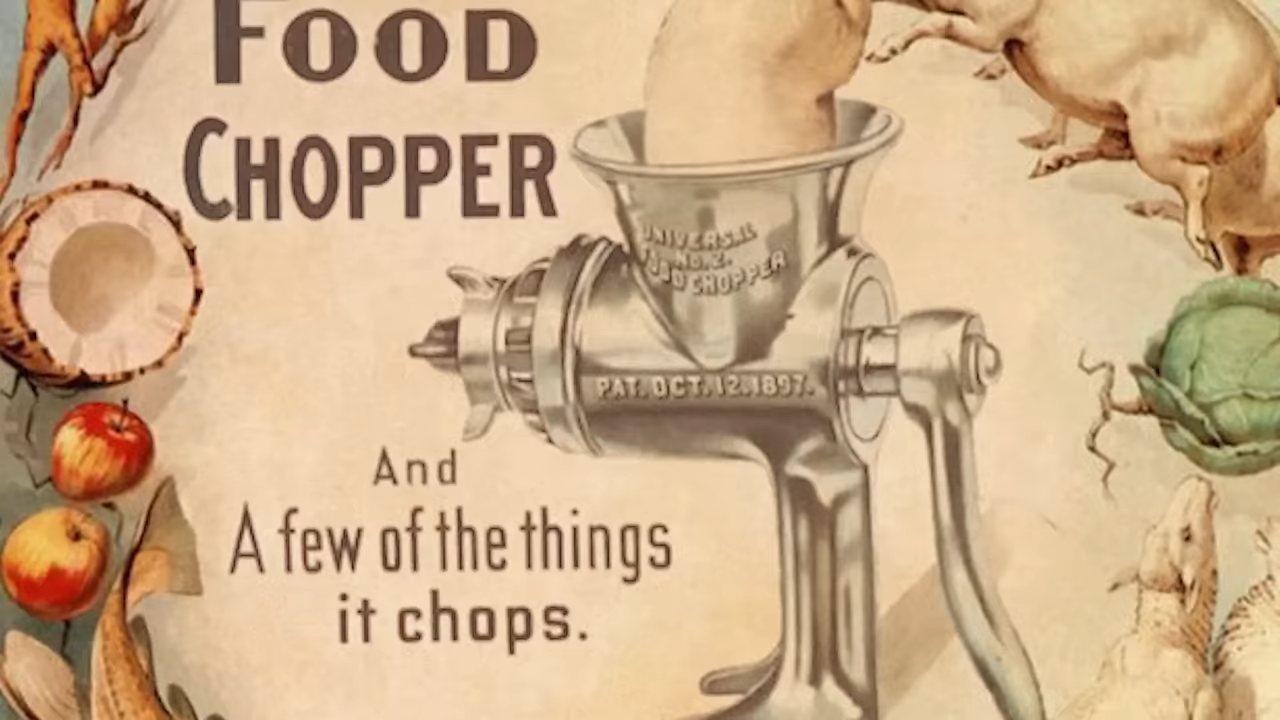 FOOD
CHOPPER
UNIVERSAL
NO. 2.
FOOD CHOPPER
PAT. OCT. 12. 1897.
And
A few of the things
it chops.